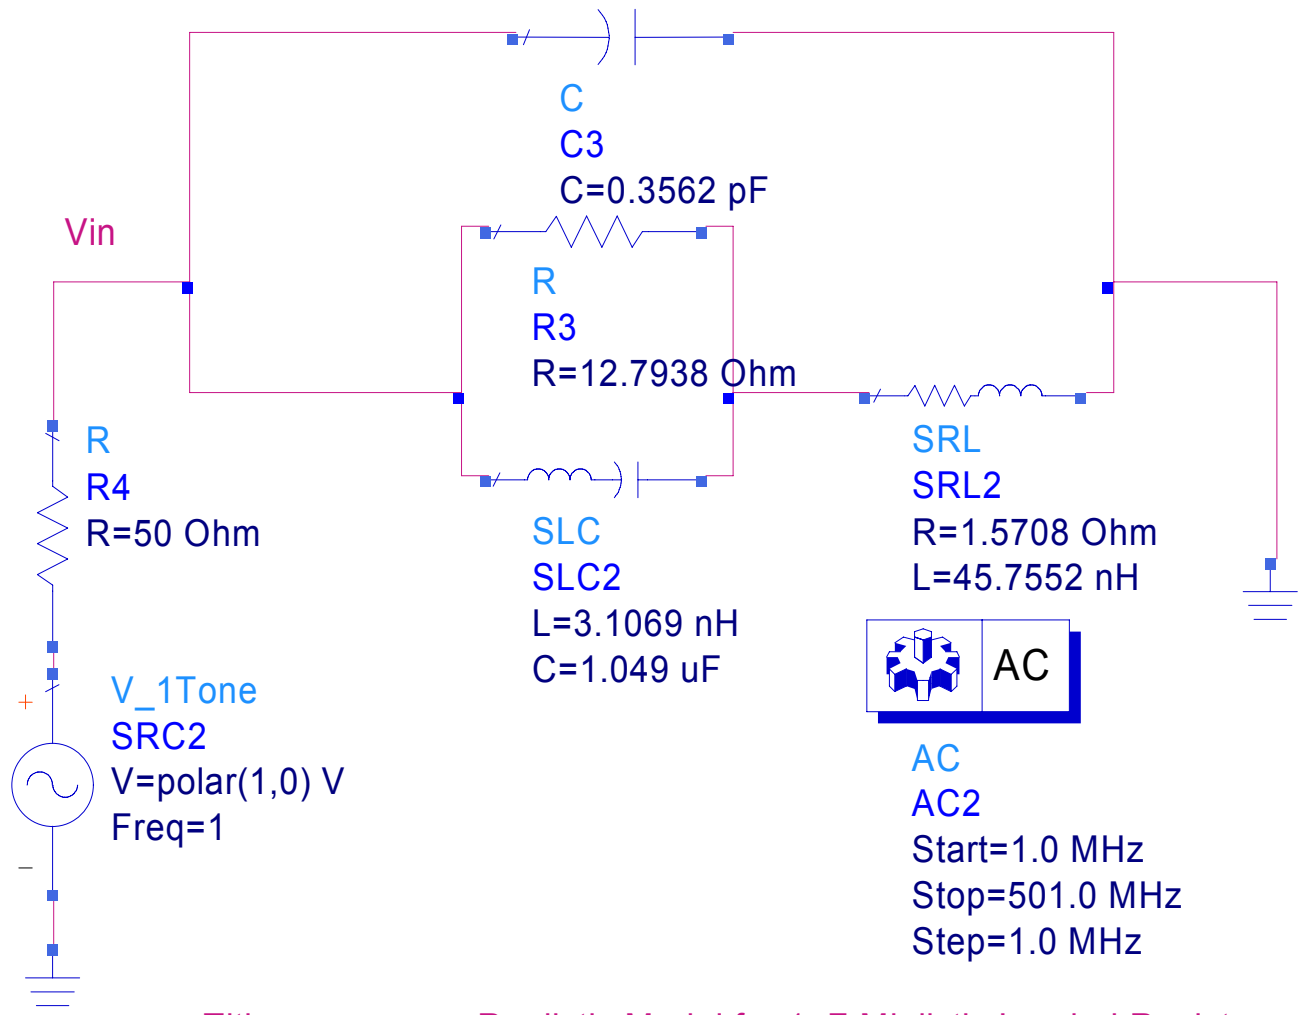 C
C3
C=0.3562 pF
Vin
R
R3
R=12.7938 Ohm
R
R4
R=50 Ohm
SRL
SRL2
R=1.5708 Ohm
L=45.7552 nH
SLC
SLC2
L=3.1069 nH
C=1.049 uF
AC
V_1Tone
SRC2
V=polar(1,0) V
Freq=1
+
–
AC
AC2
Start=1.0 MHz
Stop=501.0 MHz
Step=1.0 MHz